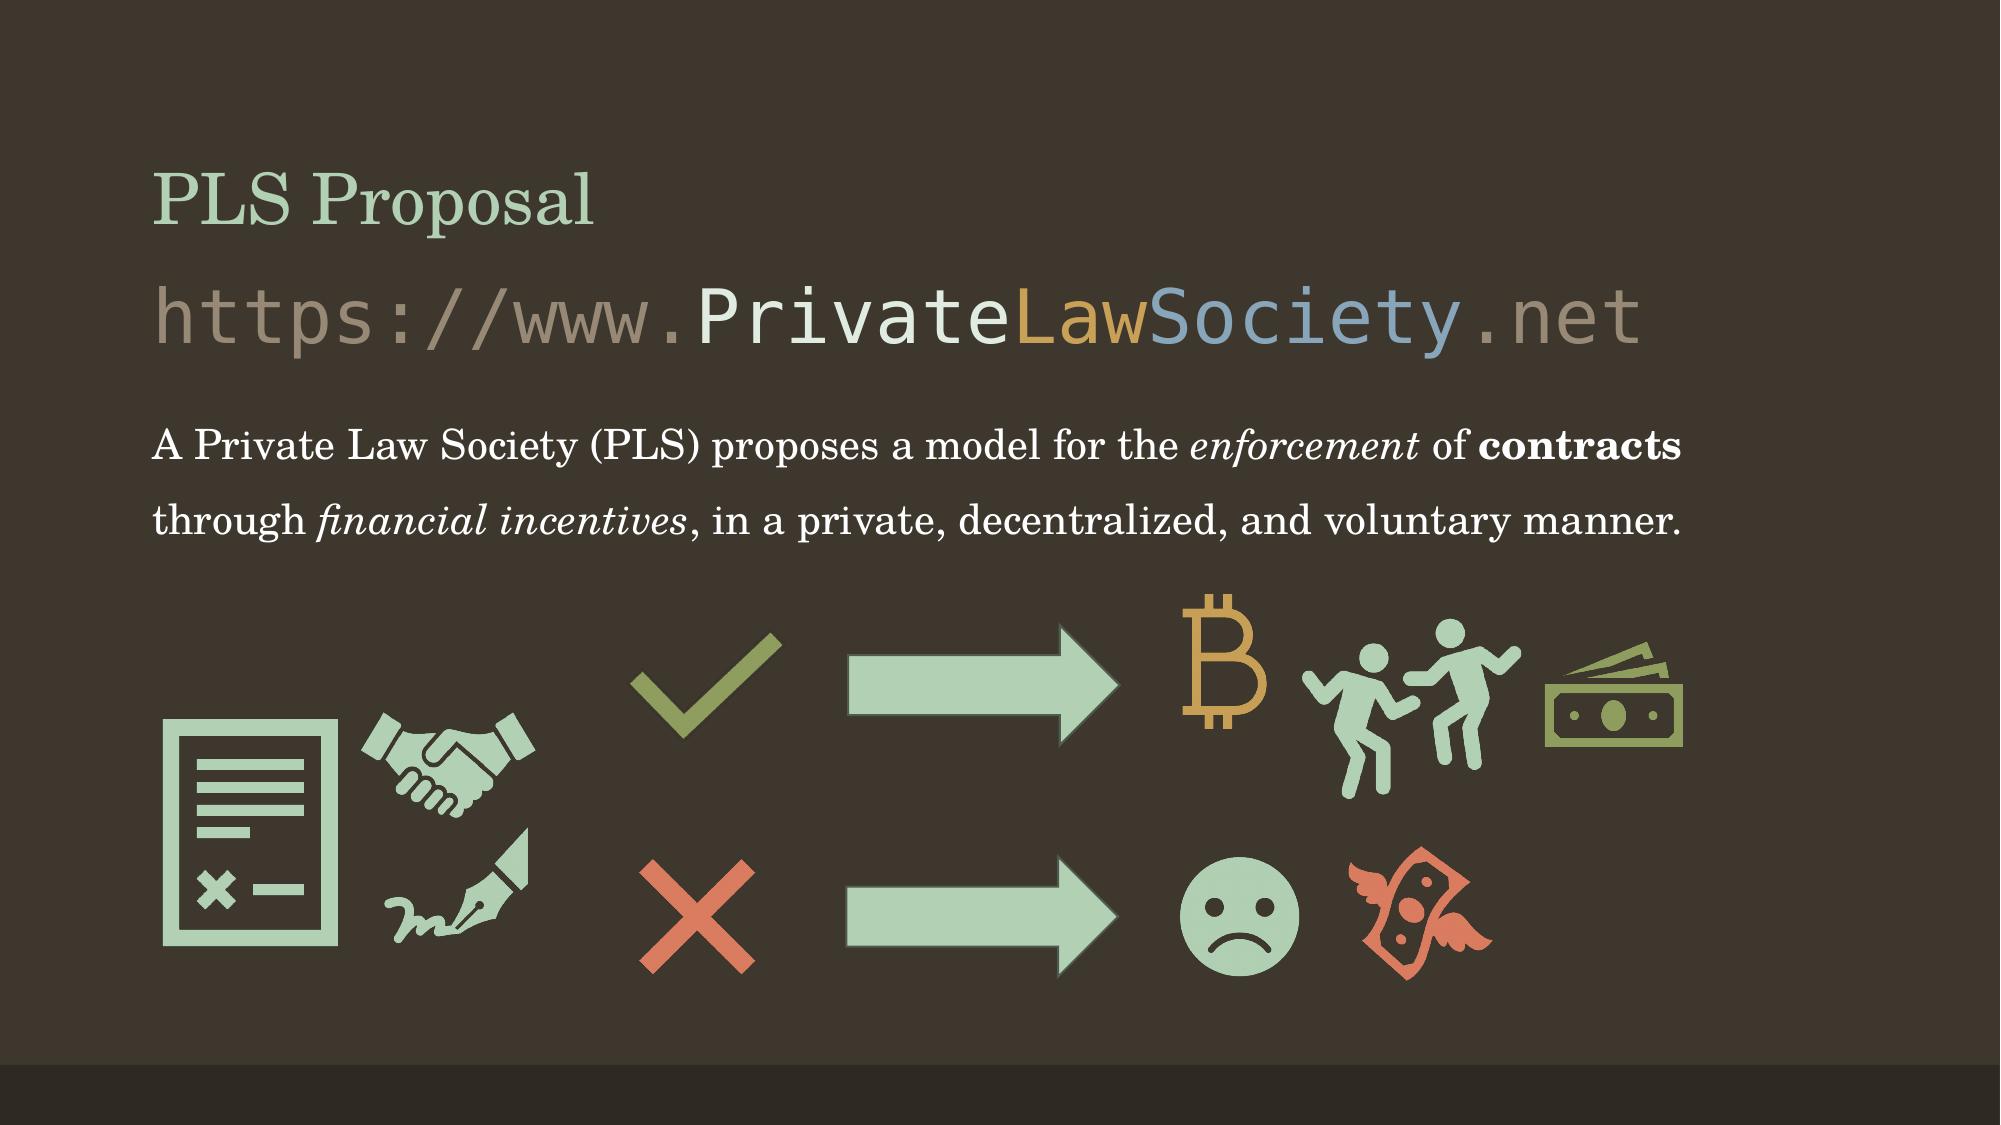 PLS Proposal
https://www.PrivateLawSociety.net
A Private Law Society (PLS) proposes a model for the enforcement of contracts
through financial incentives, in a private, decentralized, and voluntary manner.